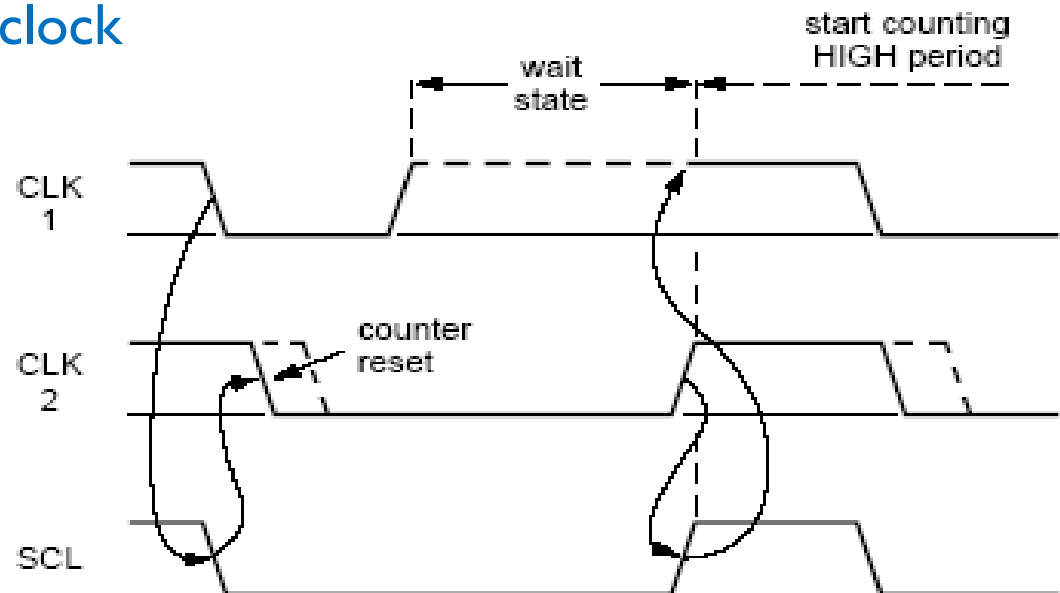 clock
start counting
HIGH period
wait
state
CLK
1
counter
reset
CLK
2
SCL